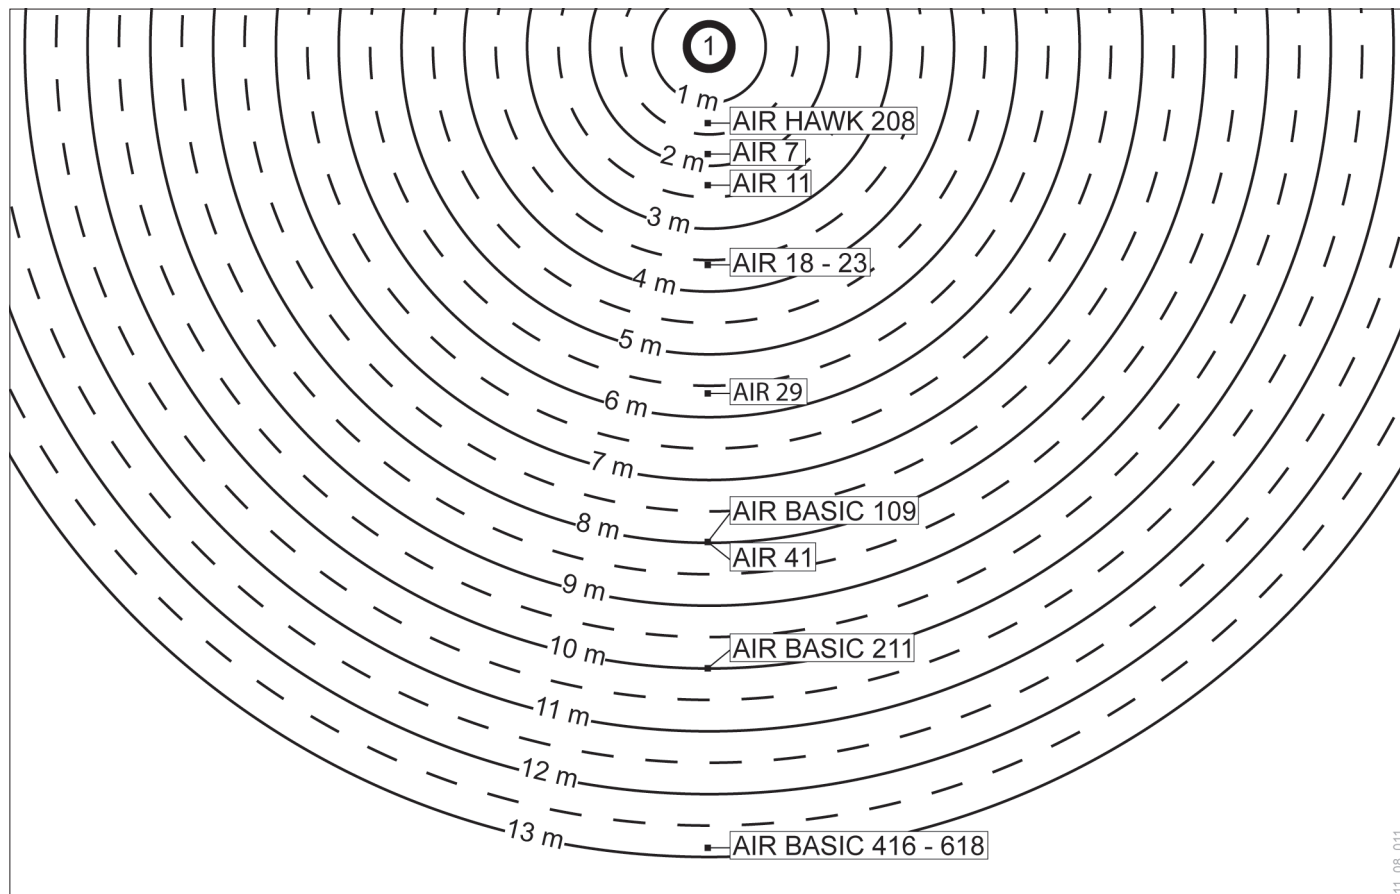 1
1 m
AIR HAWK 208
2 m
AIR 7
AIR 11
3 m
AIR 18 - 23
4 m
5 m
AIR 29
6 m
7 m
AIR BASIC 109
8 m
AIR 41
9 m
AIR BASIC 211
10 m
11 m
12 m
13 m
AIR BASIC 416 - 618
11_08_011